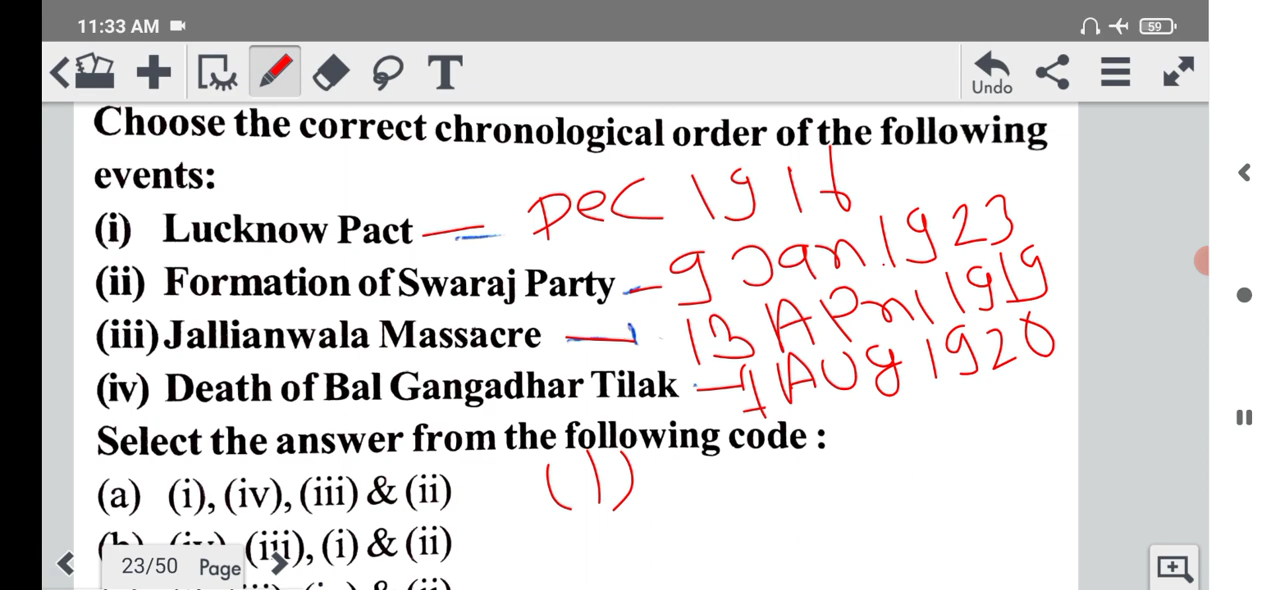 11:33 AM
59
T
Undo
Choose the correct chronological order of the following
events:
(i) Lucknow Pact — Dec 1916
(ii) Formation of Swaraj Party — 9 Jan 1923
(iii) Jallianwala Massacre — 13 April 1919
(iv) Death of Bal Gangadhar Tilak — 1 Aug 1920
Select the answer from the following code :
(a) (i), (iv), (iii) & (ii) (1)
(iii), (i) & (ii)
23/50 Page